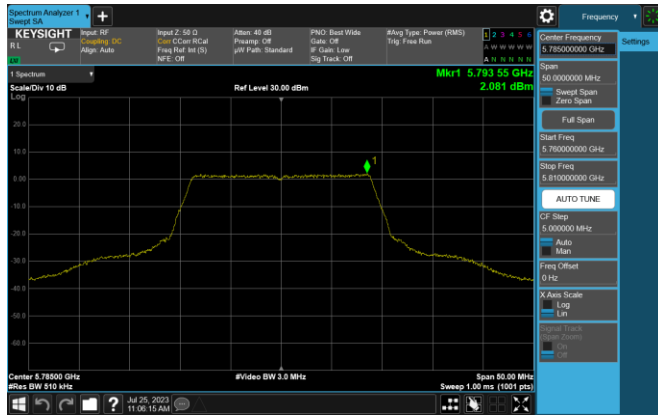 Spectrum Analyzer 1
Swept SA
+
Frequency
KEYSIGHT
RL
Input: RF
Coupling: DC
Align: Auto
Input Z: 50 Ω
Corr CCorr RCal
Freq Ref: Int (S)
NFE: Off
Atten: 40 dB
Preamp: Off
µW Path: Standard
PNO: Best Wide
Gate: Off
IF Gain: Low
Sig Track: Off
#Avg Type: Power (RMS)
Trig: Free Run
1 2 3 4 5 6
A W W W W W
A N N N N N
1 Spectrum
Scale/Div 10 dB
Log
Ref Level 30.00 dBm
Mkr1 5.793 55 GHz
2.081 dBm
1
20.0
10.0
0.00
-10.0
-20.0
-30.0
-40.0
-50.0
-60.0
Center 5.78500 GHz
#Res BW 510 kHz
#Video BW 3.0 MHz
Span 50.00 MHz
Sweep 1.00 ms (1001 pts)
?
Jul 25, 2023
11:06:15 AM
Settings
Center Frequency
5.785000000 GHz
Span
50.0000000 MHz
Swept Span
Zero Span
Full Span
Start Freq
5.760000000 GHz
Stop Freq
5.810000000 GHz
AUTO TUNE
CF Step
5.000000 MHz
Auto
Man
Freq Offset
0 Hz
X Axis Scale
Log
Lin
Signal Track
(Span Zoom)
On
Off